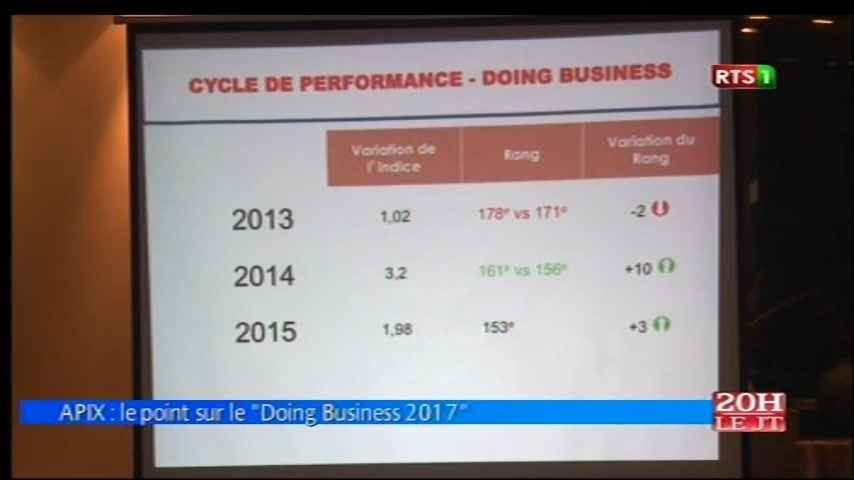 CYCLE DE PERFORMANCE - DOING BUSINESS
RTS1
Variation de l'indice Rang Variation du Rang
2013 1,02 178e vs 171e -2
2014 3,2 161e vs 156e +10
2015 1,98 153e +3
APIX : le point sur le "Doing Business 2017"
20H
LE JT